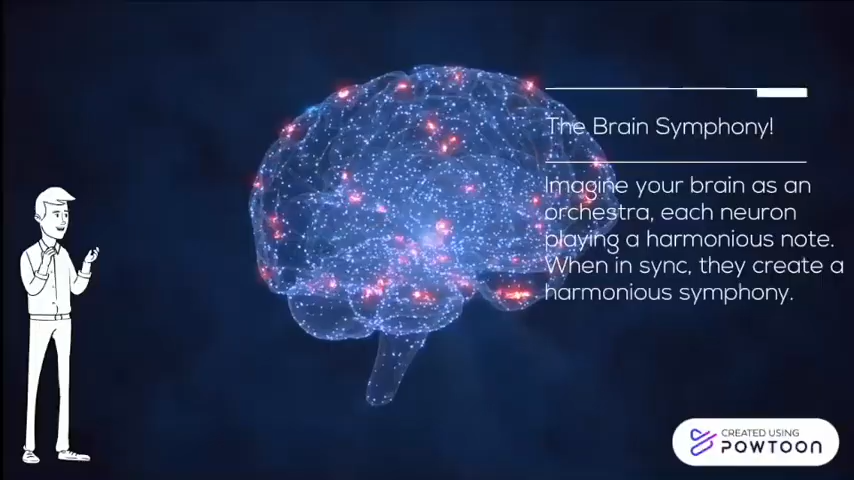 The Brain Symphony!
Imagine your brain as an
orchestra, each neuron
playing a harmonious note.
When in sync, they create a
harmonious symphony.
CREATED USING
POWTOON